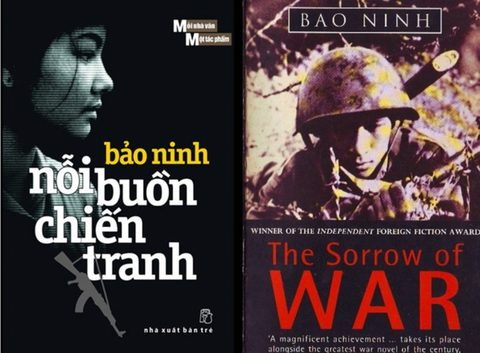 Mỗi nhà văn
Một tác phẩm
bảo ninh
nỗi
buồn
chiến
tranh
nhà xuất bản trẻ
BAO NINH
WINNER OF THE INDEPENDENT FOREIGN FICTION AWARD
The Sorrow of
WAR
'A magnificent achievement ... takes its place
alongside the greatest war novel of the century,